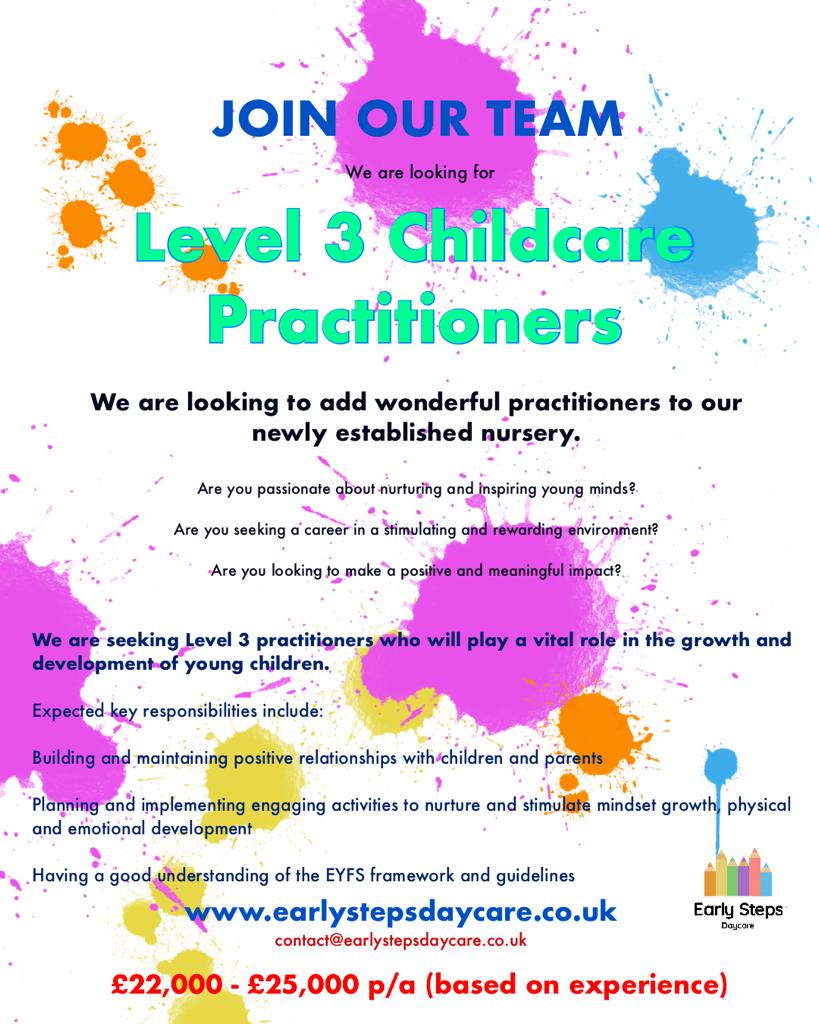 JOIN OUR TEAM
We are looking for
Level 3 Childcare
Practitioners
We are looking to add wonderful practitioners to our
newly established nursery.
Are you passionate about nurturing and inspiring young minds?
Are you seeking a career in a stimulating and rewarding environment?
Are you looking to make a positive and meaningful impact?
We are seeking Level 3 practitioners who will play a vital role in the growth and
development of young children.
Expected key responsibilities include:
Building and maintaining positive relationships with children and parents
Planning and implementing engaging activities to nurture and stimulate mindset growth, physical
and emotional development
Having a good understanding of the EYFS framework and guidelines
www.earlystepsdaycare.co.uk
contact@earlystepsdaycare.co.uk
Early Steps
Daycare
£22,000 - £25,000 p/a (based on experience)